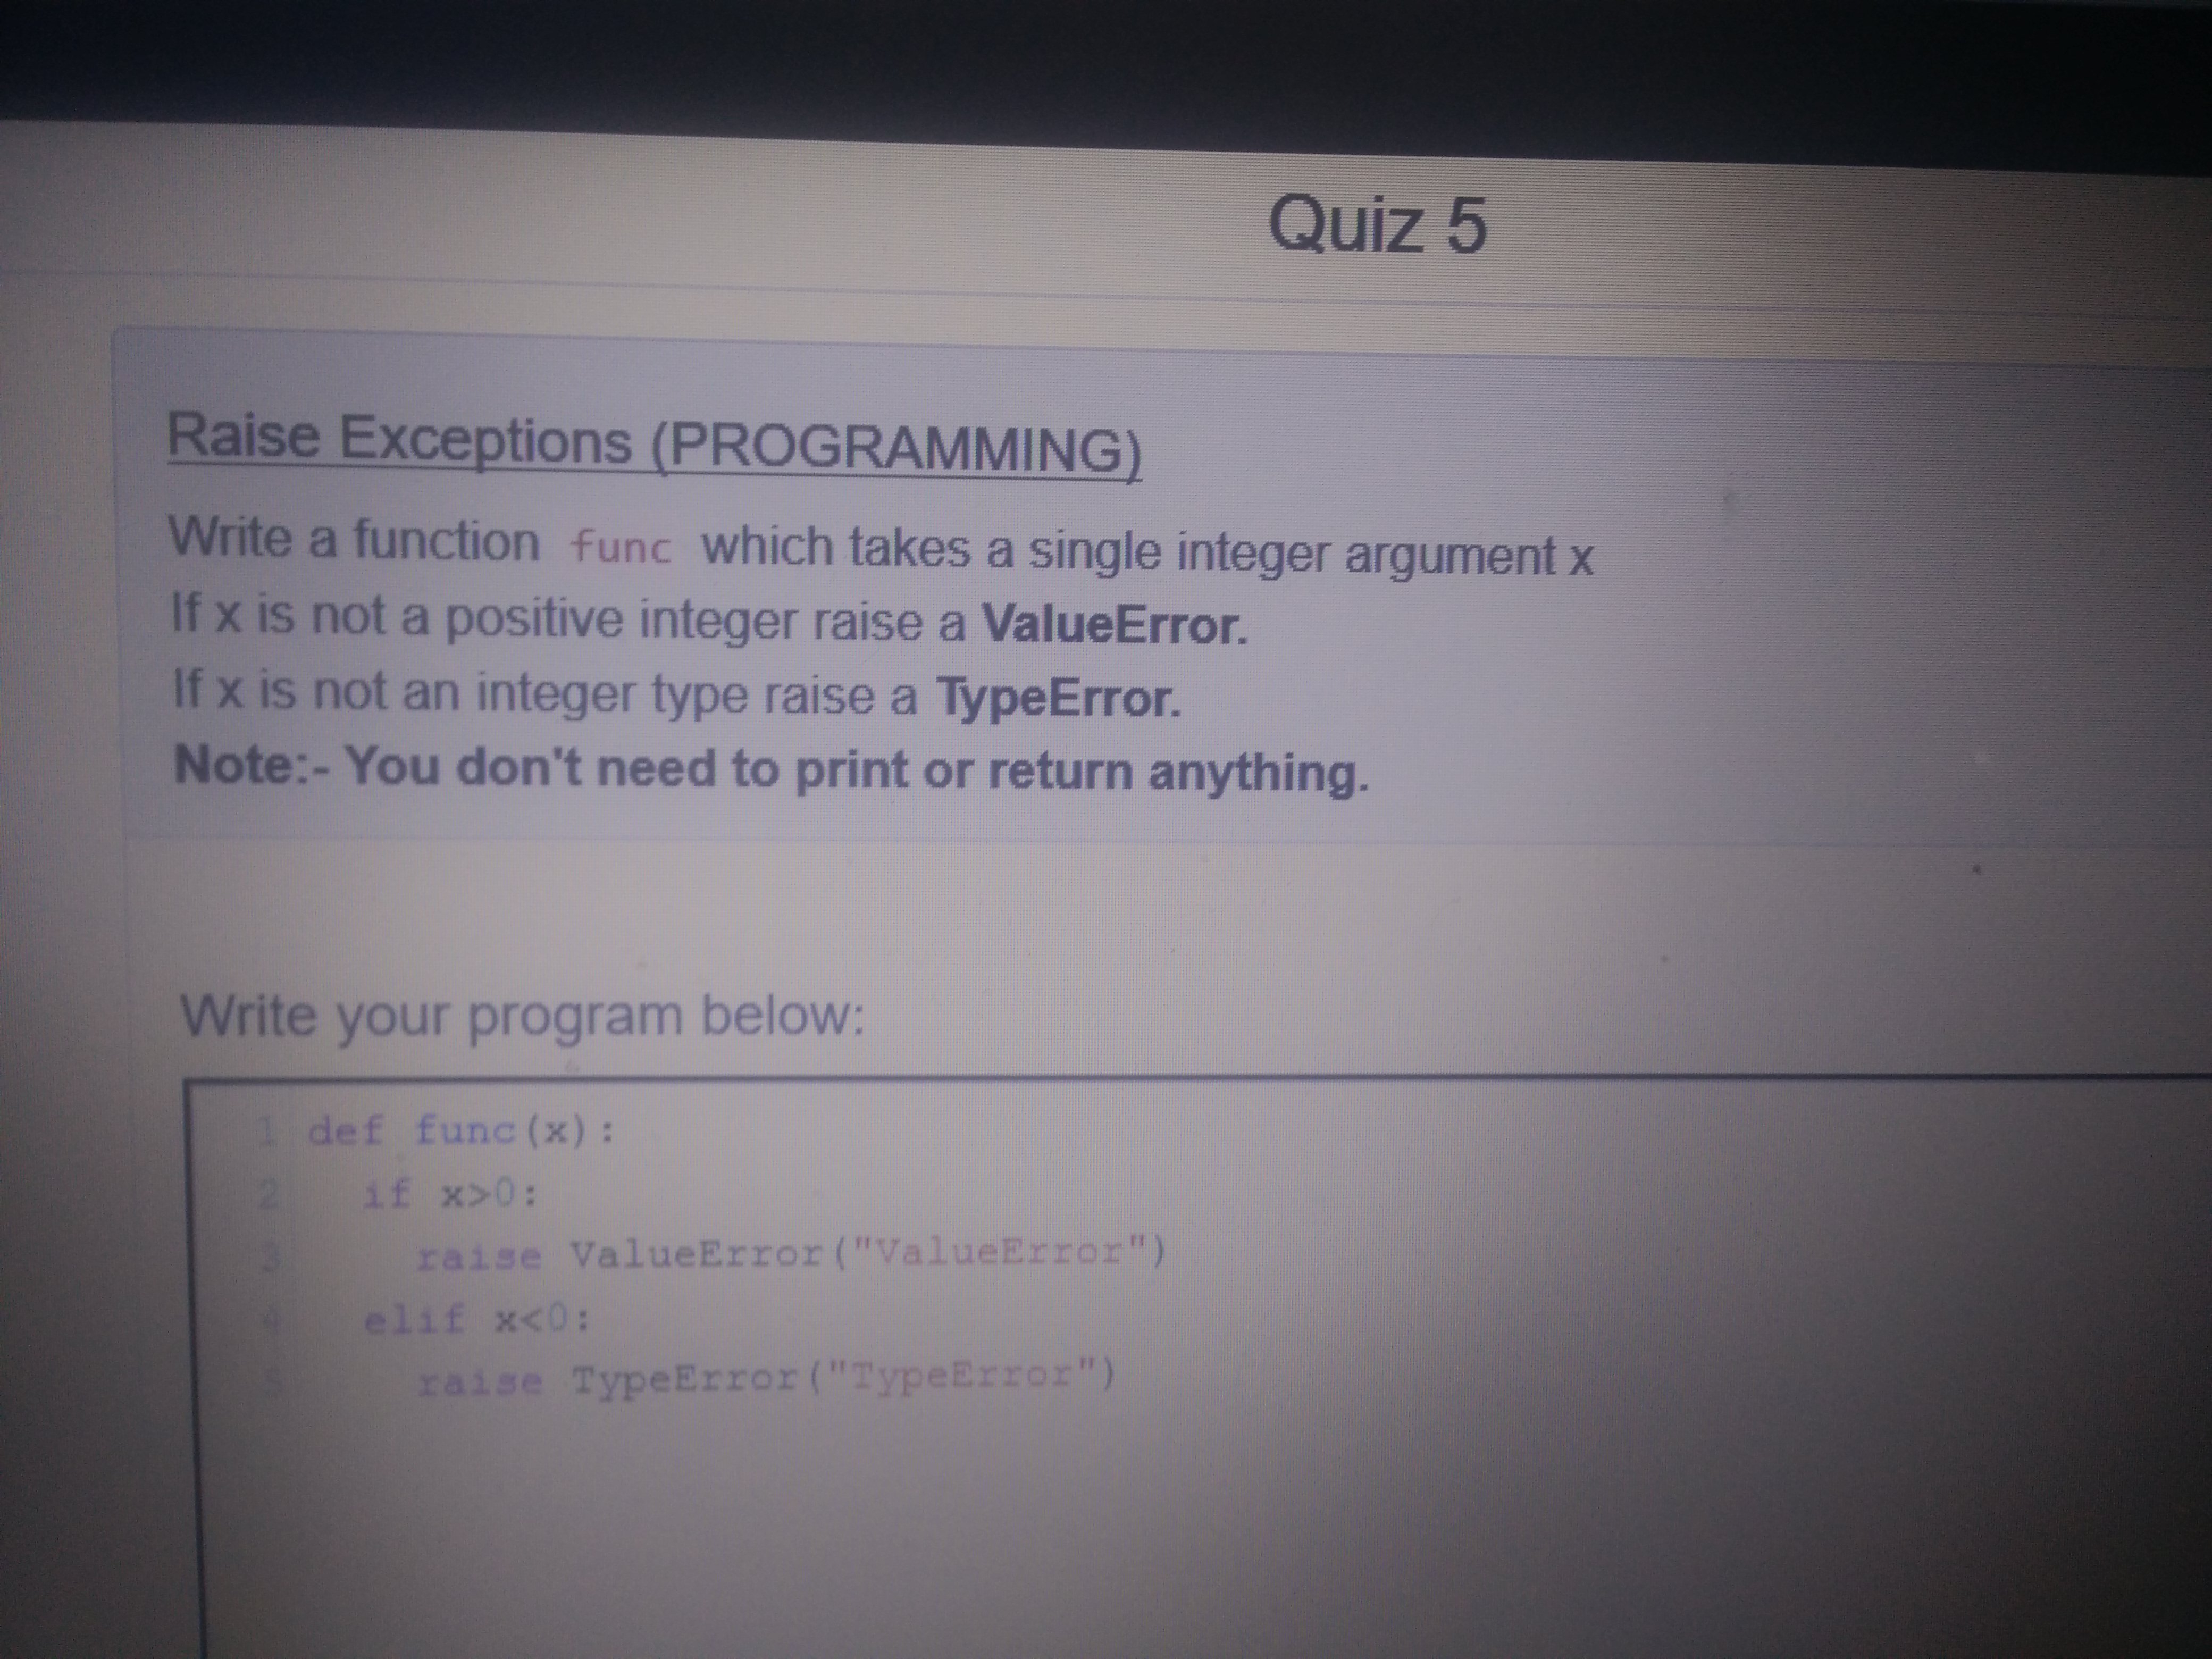 Quiz 5
Raise Exceptions (PROGRAMMING)
Write a function func which takes a single integer argument x
If x is not a positive integer raise a ValueError.
If x is not an integer type raise a TypeError.
Note:- You don't need to print or return anything.
Write your program below:
1 def func(x):
2 if x>0:
3 raise ValueError("ValueError")
4 elif x<0:
5 raise TypeError("TypeError")